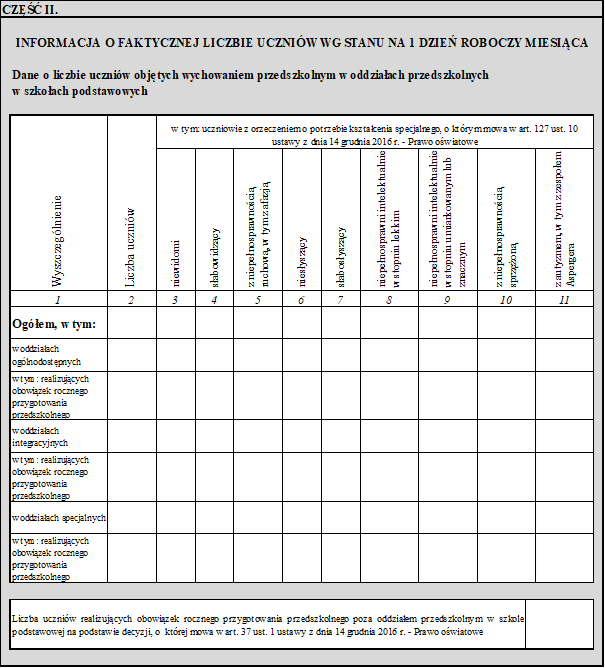 CZĘŚĆ II.
INFORMACJA O FAKTYCZNEJ LICZBIE UCZNIÓW WG STANU NA 1 DZIEŃ ROBOCZY MIESIĄCA
Dane o liczbie uczniów objętych wychowaniem przedszkolnym w oddziałach przedszkolnych
w szkołach podstawowych
w tym: uczniowie z orzeczeniem o potrzebie kształcenia specjalnego, o którym mowa w art. 127 ust. 10
ustawy z dnia 14 grudnia 2016 r. - Prawo oświatowe
Wyszczególnienie
Liczba uczniów
niewidomi
słabowidzący
z niepełnosprawnością
ruchową, w tym z afazją
niesłyszący
słabosłyszący
niepełnosprawni intelektualnie
w stopniu lekkim
niepełnosprawni intelektualnie
w stopniu umiarkowanym lub
znacznym
z niepełnosprawnością
sprzężoną
z autyzmem, w tym z zespołem
Aspergera
1 2 3 4 5 6 7 8 9 10 11
Ogółem, w tym:
w oddziałach
ogólnodostępnych
w tym : realizujących
obowiązek rocznego
przygotowania
przedszkolnego
w oddziałach
integracyjnych
w tym : realizujących
obowiązek rocznego
przygotowania
przedszkolnego
w oddziałach specjalnych
w tym : realizujących
obowiązek rocznego
przygotowania
przedszkolnego
Liczba uczniów realizujących obowiązek rocznego przygotowania przedszkolnego poza oddziałem przedszkolnym w szkole
podstawowej na podstawie decyzji, o której mowa w art. 37 ust. 1 ustawy z dnia 14 grudnia 2016 r. - Prawo oświatowe